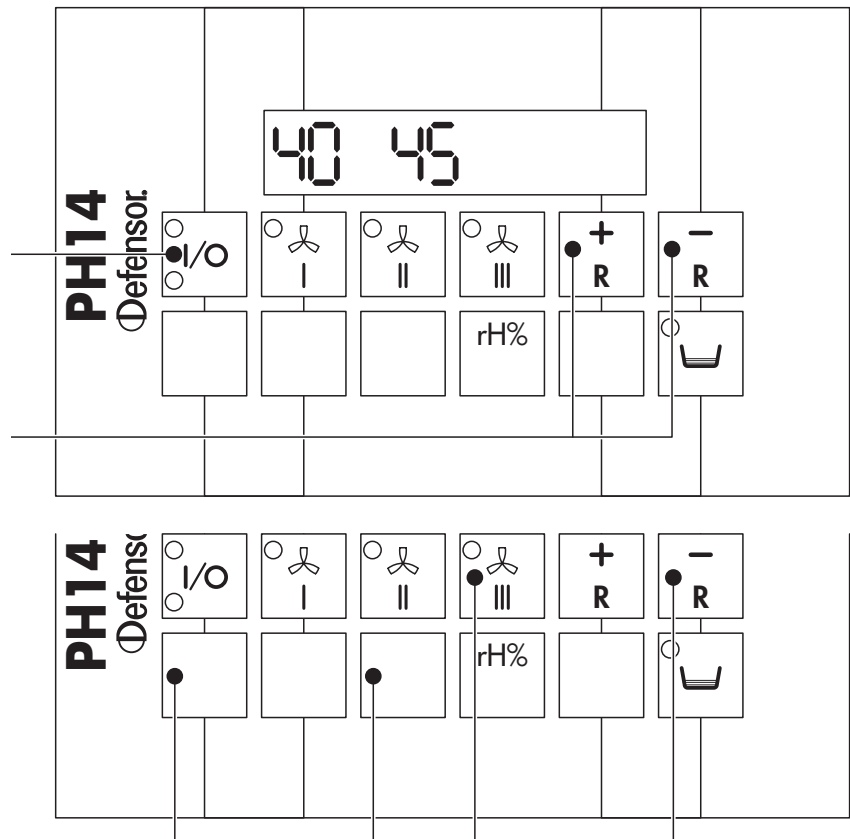 40 45
PH14
Defensor.
I/O I II III + R - R
rH%
PH14
Defens
I/O I II III + R - R
rH%